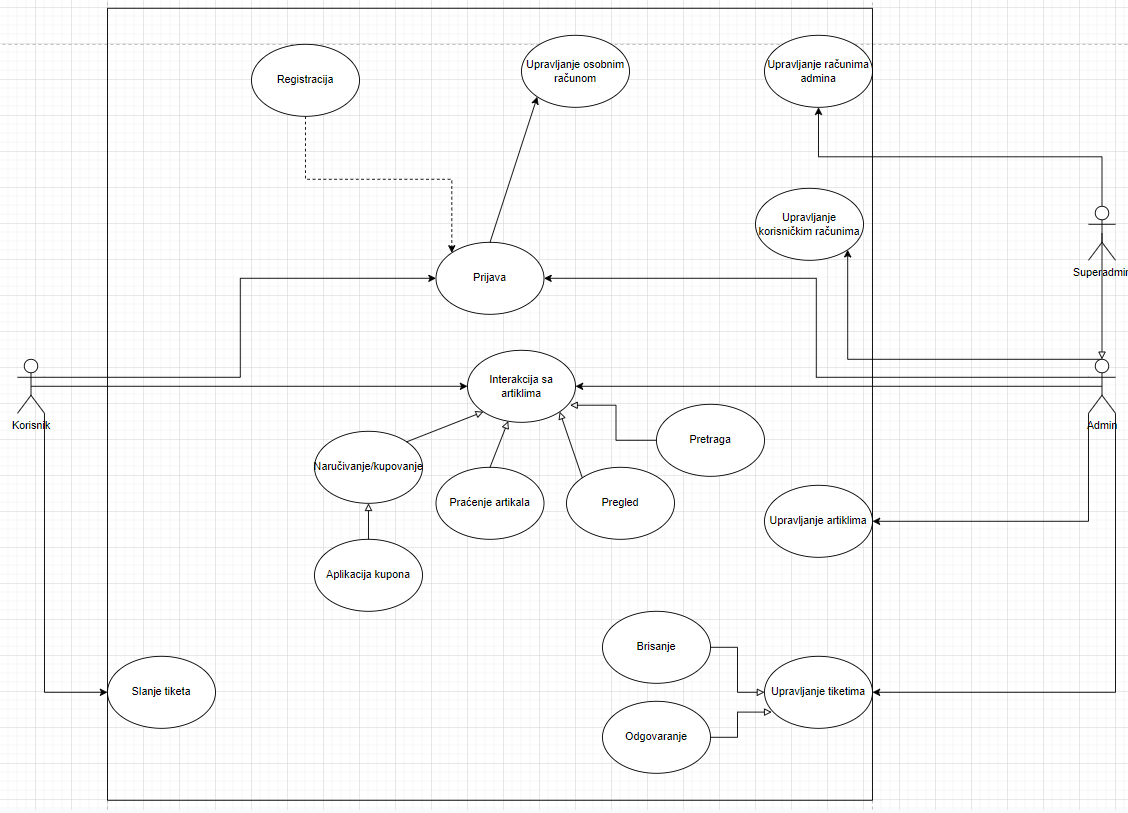 Registracija
Upravljanje osobnim
računom
Upravljanje računima
admina
Upravljanje
korisničkim računima
Prijava
Superadmin
Interakcija sa
artiklima
Korisnik
Admin
Naručivanje/kupovanje
Praćenje artikala
Pregled
Pretraga
Upravljanje artiklima
Aplikacija kupona
Brisanje
Slanje tiketa
Upravljanje tiketima
Odgovaranje